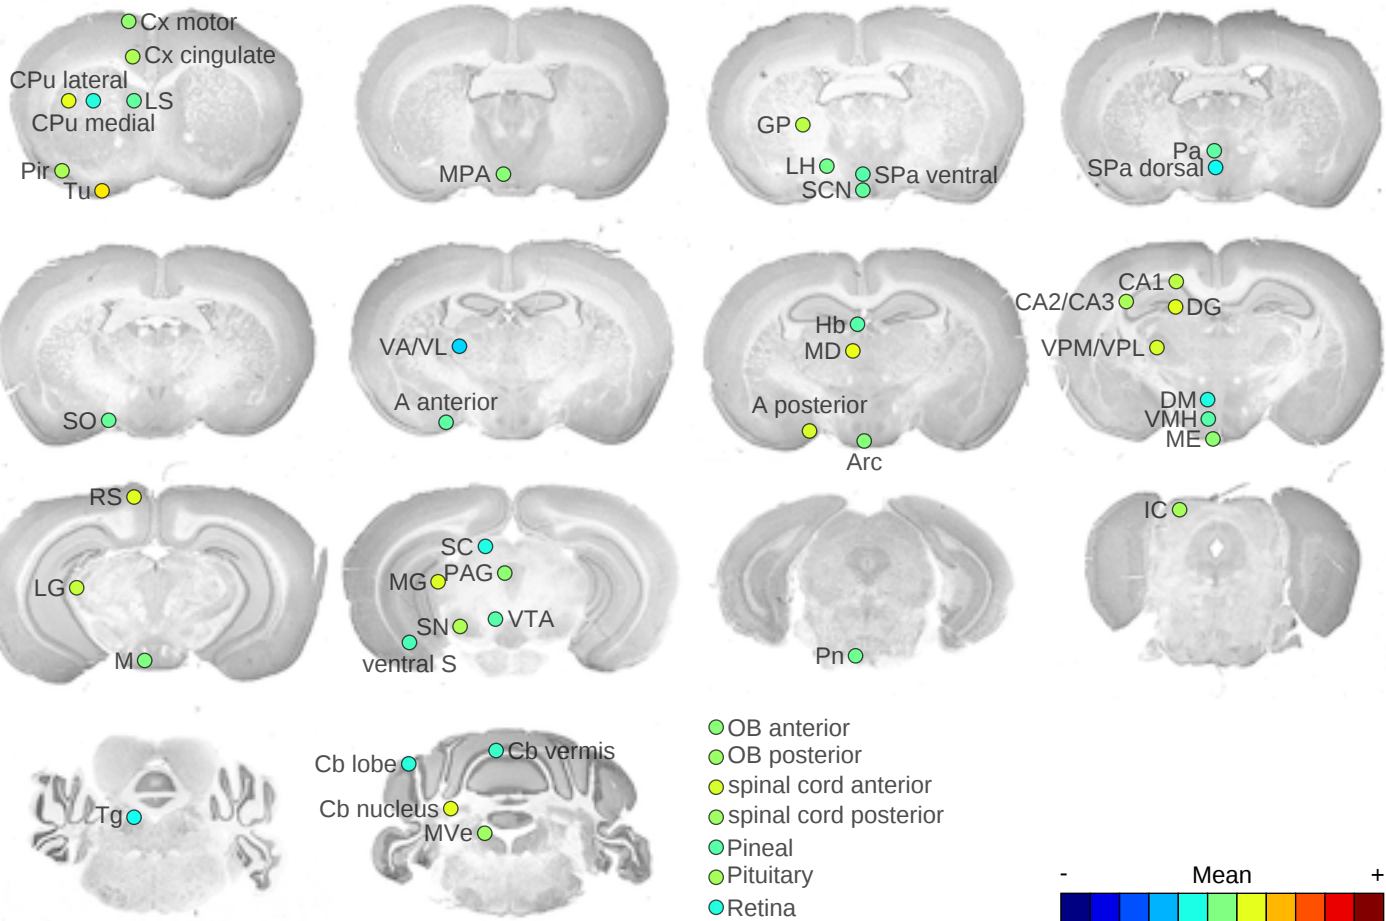 Cx motor
Cx cingulate
CPu lateral
LS
CPu medial
Pir
Tu
MPA
GP
LH
SPa ventral
SCN
Pa
SPa dorsal
SO
VA/VL
A anterior
Hb
MD
A posterior
Arc
CA1
CA2/CA3
DG
VPM/VPL
DM
VMH
ME
RS
LG
M
SC
PAG
MG
VTA
SN
ventral S
Pn
IC
Tg
Cb vermis
Cb lobe
Cb nucleus
MVe
OB anterior
OB posterior
spinal cord anterior
spinal cord posterior
Pineal
Pituitary
Retina
- Mean +